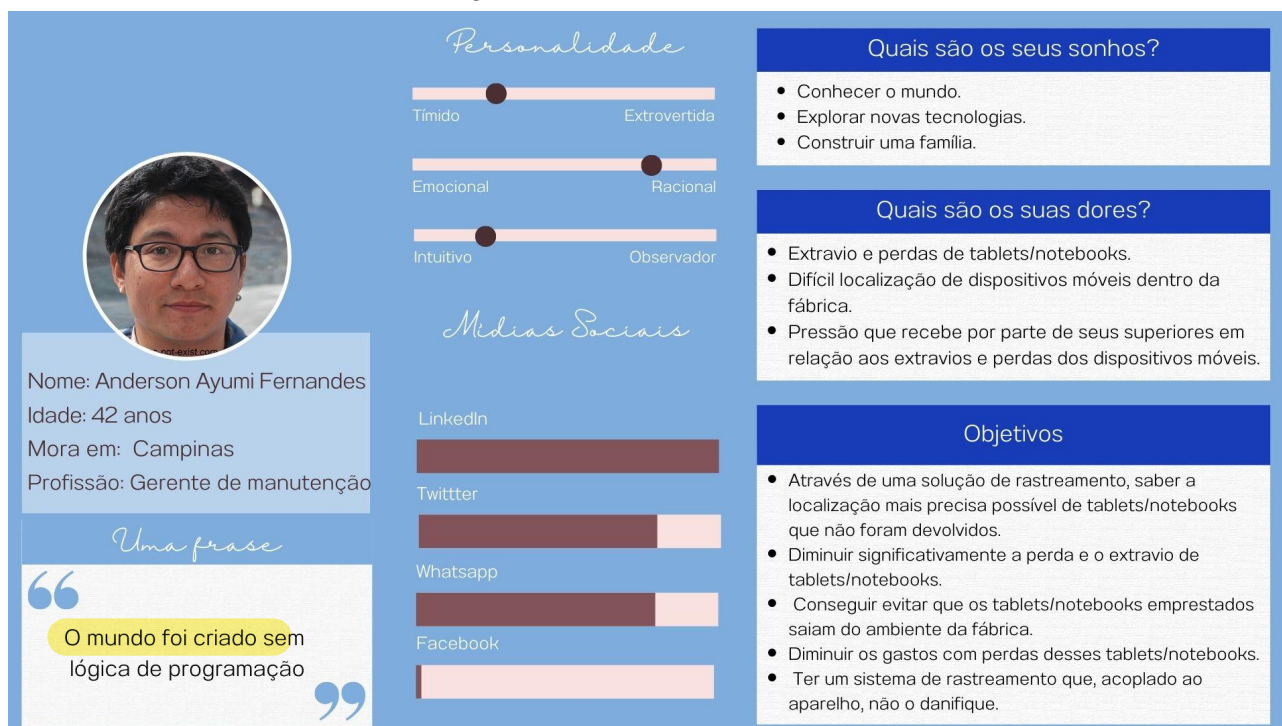 Personalidade
Tímido
Extrovertida
Emocional
Racional
Intuitivo
Observador
Mídias Sociais
LinkedIn
Twittter
Whatsapp
Facebook
not-exist.com
Nome: Anderson Ayumi Fernandes
Idade: 42 anos
Mora em: Campinas
Profissão: Gerente de manutenção
Uma frase
“
O mundo foi criado sem
lógica de programação
”
Quais são os seus sonhos?
• Conhecer o mundo.
• Explorar novas tecnologias.
• Construir uma família.
Quais são os suas dores?
• Extravio e perdas de tablets/notebooks.
• Difícil localização de dispositivos móveis dentro da
fábrica.
• Pressão que recebe por parte de seus superiores em
relação aos extravios e perdas dos dispositivos móveis.
Objetivos
• Através de uma solução de rastreamento, saber a
localização mais precisa possível de tablets/notebooks
que não foram devolvidos.
• Diminuir significativamente a perda e o extravio de
tablets/notebooks.
• Conseguir evitar que os tablets/notebooks emprestados
saiam do ambiente da fábrica.
• Diminuir os gastos com perdas desses tablets/notebooks.
• Ter um sistema de rastreamento que, acoplado ao
aparelho, não o danifique.